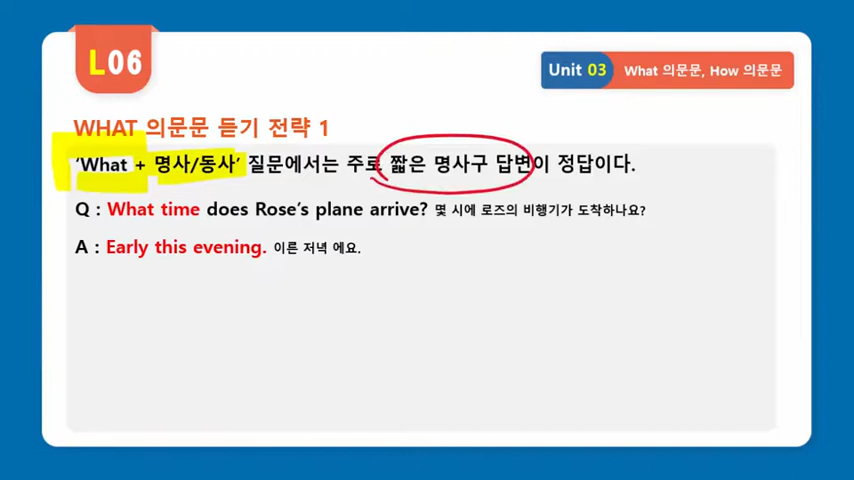 L06
Unit 03 What 의문문, How 의문문
WHAT 의문문 듣기 전략 1
‘What + 명사/동사’ 질문에서는 주로 짧은 명사구 답변이 정답이다.
Q : What time does Rose’s plane arrive? 몇 시에 로즈의 비행기가 도착하나요?
A : Early this evening. 이른 저녁 에요.